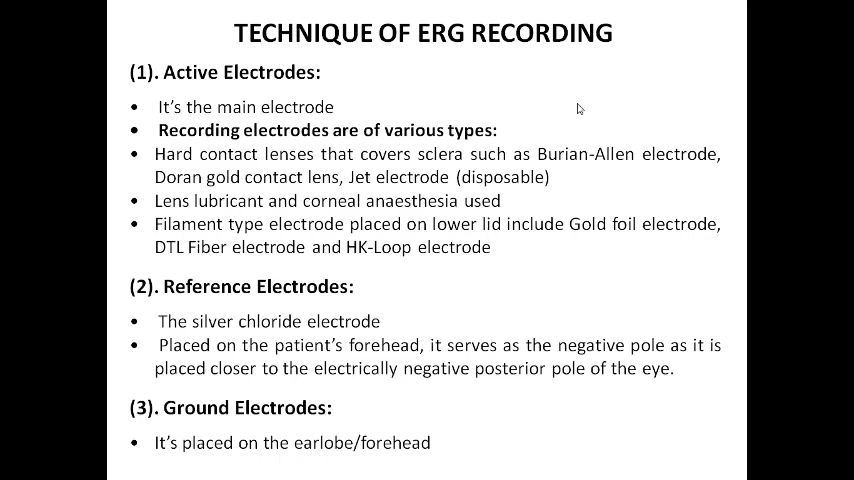 TECHNIQUE OF ERG RECORDING
(1). Active Electrodes:
• It's the main electrode
• Recording electrodes are of various types:
• Hard contact lenses that covers sclera such as Burian-Allen electrode,
Doran gold contact lens, Jet electrode (disposable)
• Lens lubricant and corneal anaesthesia used
• Filament type electrode placed on lower lid include Gold foil electrode,
DTL Fiber electrode and HK-Loop electrode
(2). Reference Electrodes:
• The silver chloride electrode
• Placed on the patient's forehead, it serves as the negative pole as it is
placed closer to the electrically negative posterior pole of the eye.
(3). Ground Electrodes:
• It's placed on the earlobe/forehead